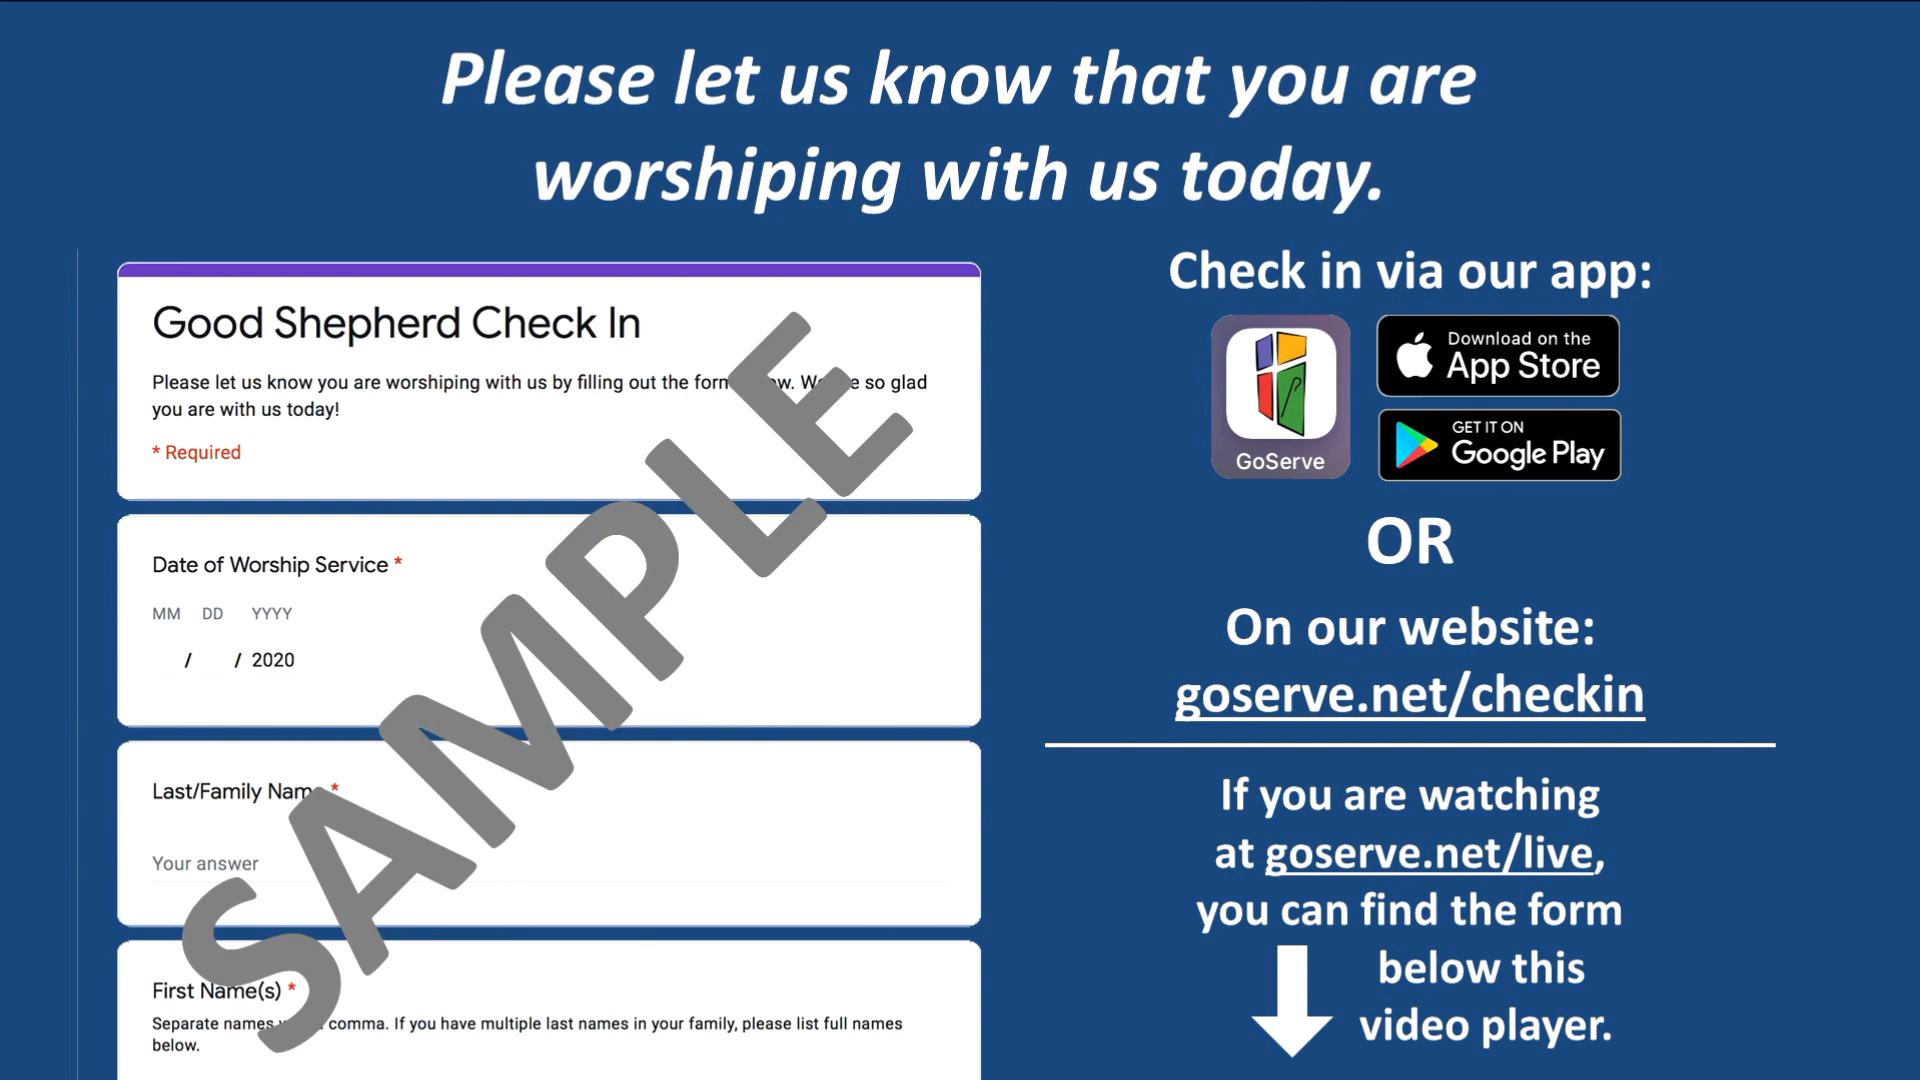 Please let us know that you are
worshiping with us today.
Good Shepherd Check In
Please let us know you are worshiping with us by filling out the form so glad
you are with us today!
* Required
Date of Worship Service *
MM DD YYYY
/ / 2020
Last/Family Name *
Your answer
First Name(s) *
Separate names comma. If you have multiple last names in your family, please list full names
below.
SAMPLE
Check in via our app:
GoServe
Download on the
App Store
GET IT ON
Google Play
OR
On our website:
goserve.net/checkin
If you are watching
at goserve.net/live,
you can find the form
below this
video player.